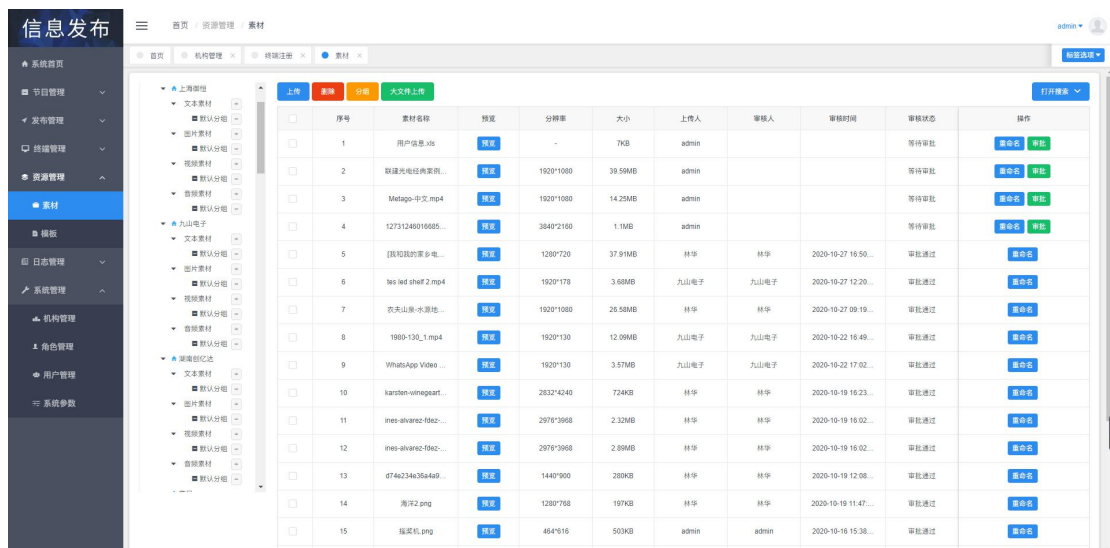 信息发布
首页 / 资源管理 / 素材
admin
首页 机构管理 × 终端注册 × 素材 ×
标签选项
系统首页
节目管理
发布管理
终端管理
资源管理
素材
模板
日志管理
系统管理
机构管理
角色管理
用户管理
系统参数
文本素材
默认分组
图片素材
默认分组
视频素材
默认分组
音频素材
默认分组
九山电子
文本素材
默认分组
图片素材
默认分组
视频素材
默认分组
音频素材
默认分组
湖南创亿达
文本素材
默认分组
图片素材
默认分组
视频素材
默认分组
音频素材
默认分组
上传 删除 分组 大文件上传 打开搜索
序号 素材名称 预览 分辨率 大小 上传人 审核人 审核时间 审核状态 操作
1 用户信息.xls 预览 - 7KB admin 等待审批 重命名 审批
2 联建光电经典案例... 预览 1920*1080 39.59MB admin 等待审批 重命名 审批
3 Metago-中文.mp4 预览 1920*1080 14.25MB admin 等待审批 重命名 审批
4 12731246016685... 预览 3840*2160 1.1MB admin 等待审批 重命名 审批
5 [我和我的家乡电... 预览 1280*720 37.91MB 林华 林华 2020-10-27 16:50... 审批通过 重命名
6 tes led shelf 2.mp4 预览 1920*178 3.68MB 九山电子 九山电子 2020-10-27 12:20... 审批通过 重命名
7 农夫山泉-水源地... 预览 1920*1080 26.58MB 林华 林华 2020-10-27 09:19... 审批通过 重命名
8 1980-130_1.mp4 预览 1920*130 12.09MB 九山电子 九山电子 2020-10-22 16:49... 审批通过 重命名
9 WhatsApp Video ... 预览 1920*130 3.57MB 九山电子 九山电子 2020-10-22 17:02... 审批通过 重命名
10 karsten-winegeart... 预览 2832*4240 724KB 林华 林华 2020-10-19 16:23... 审批通过 重命名
11 ines-alvarez-fdez-... 预览 2976*3968 2.32MB 林华 林华 2020-10-19 16:02... 审批通过 重命名
12 ines-alvarez-fdez-... 预览 2976*3968 2.89MB 林华 林华 2020-10-19 16:02... 审批通过 重命名
13 d74e234e36a4a9... 预览 1440*900 280KB 林华 林华 2020-10-19 12:08... 审批通过 重命名
14 海洋2.png 预览 1280*768 197KB 林华 林华 2020-10-19 11:47:... 审批通过 重命名
15 摇奖机.png 预览 464*616 503KB admin admin 2020-10-16 15:38... 审批通过 重命名